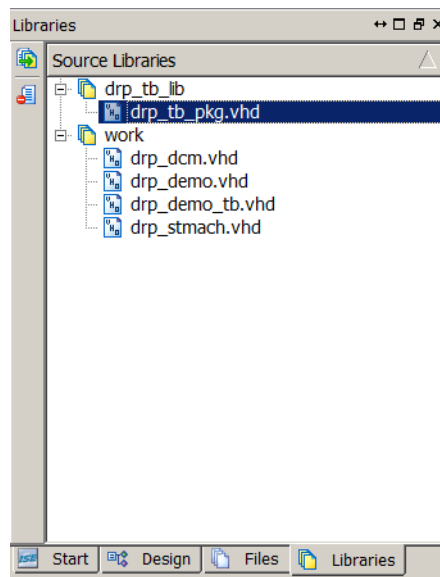 Libraries
Source Libraries
drp_tb_lib
drp_tb_pkg.vhd
work
drp_dcm.vhd
drp_demo.vhd
drp_demo_tb.vhd
drp_stmach.vhd
ISE Start Design Files Libraries